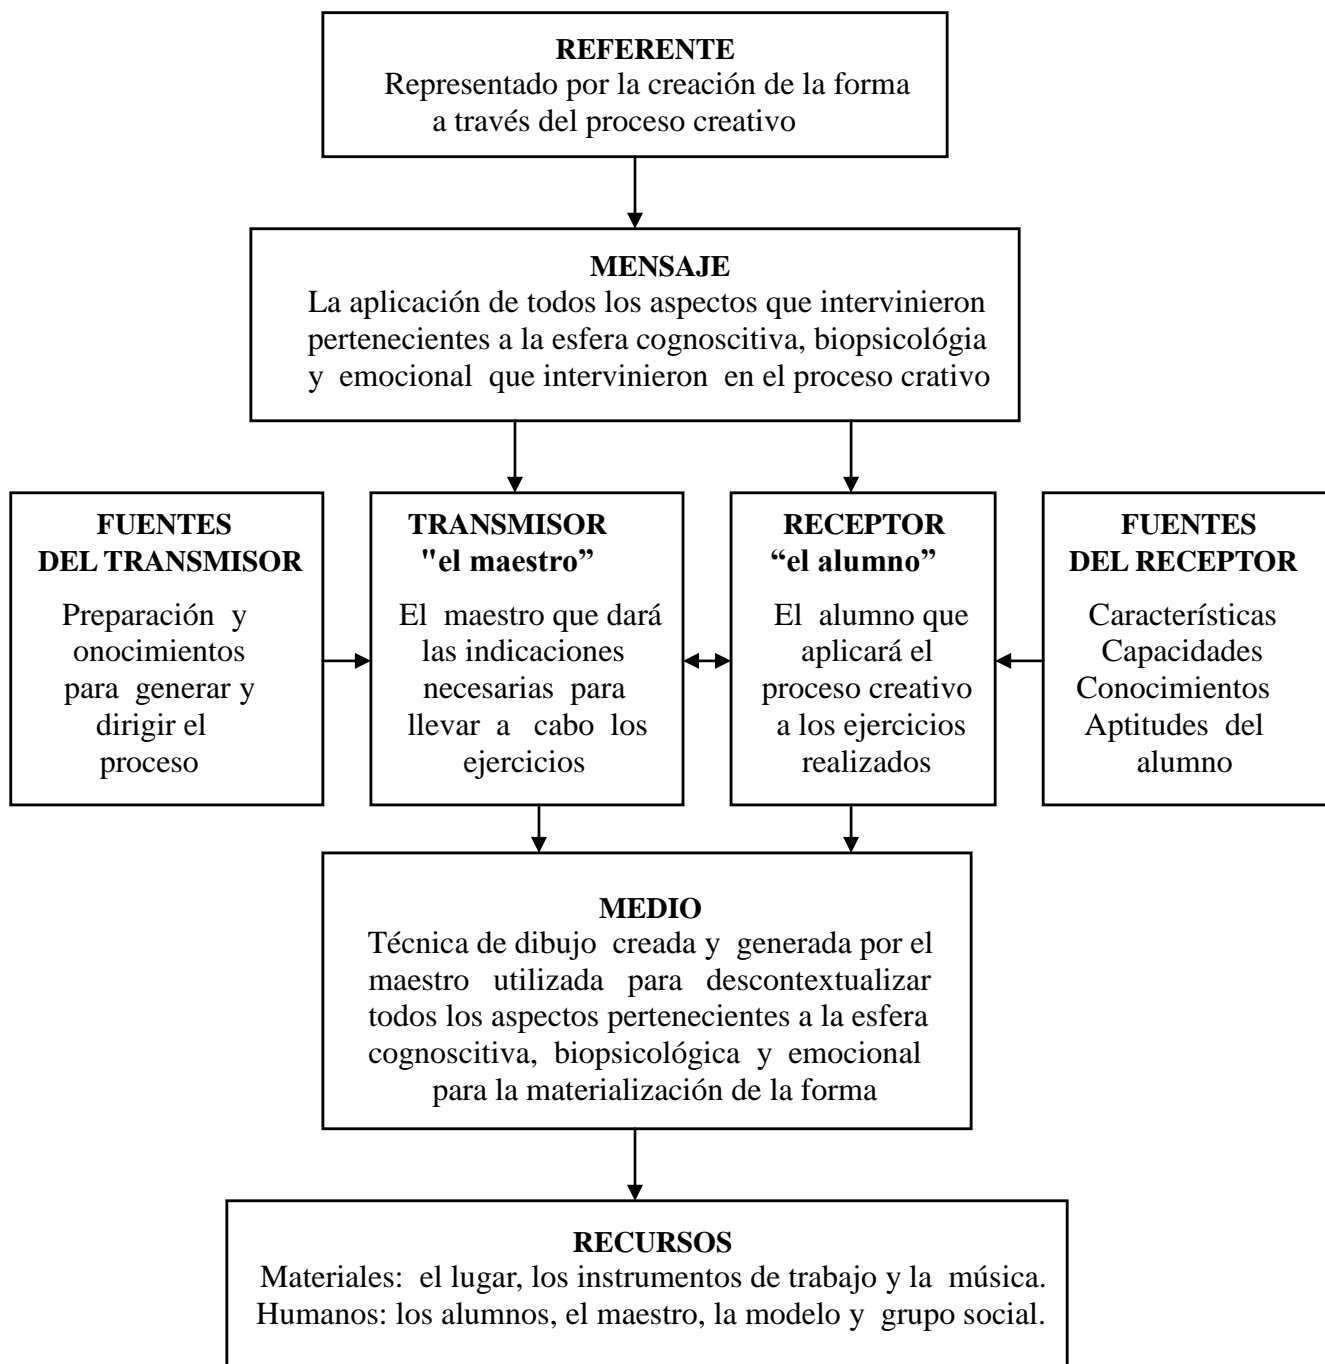 REFERENTE
Representado por la creación de la forma
a través del proceso creativo
MENSAJE
La aplicación de todos los aspectos que intervinieron
pertenecientes a la esfera cognoscitiva, biopsicológia
y emocional que intervinieron en el proceso crativo
FUENTES
DEL TRANSMISOR
Preparación y
onocimientos
para generar y
dirigir el
proceso
TRANSMISOR
"el maestro”
El maestro que dará
las indicaciones
necesarias para
llevar a cabo los
ejercicios
RECEPTOR
“el alumno”
El alumno que
aplicará el
proceso creativo
a los ejercicios
realizados
FUENTES
DEL RECEPTOR
Características
Capacidades
Conocimientos
Aptitudes del
alumno
MEDIO
Técnica de dibujo creada y generada por el
maestro utilizada para descontextualizar
todos los aspectos pertenecientes a la esfera
cognoscitiva, biopsicológica y emocional
para la materialización de la forma
RECURSOS
Materiales: el lugar, los instrumentos de trabajo y la música.
Humanos: los alumnos, el maestro, la modelo y grupo social.